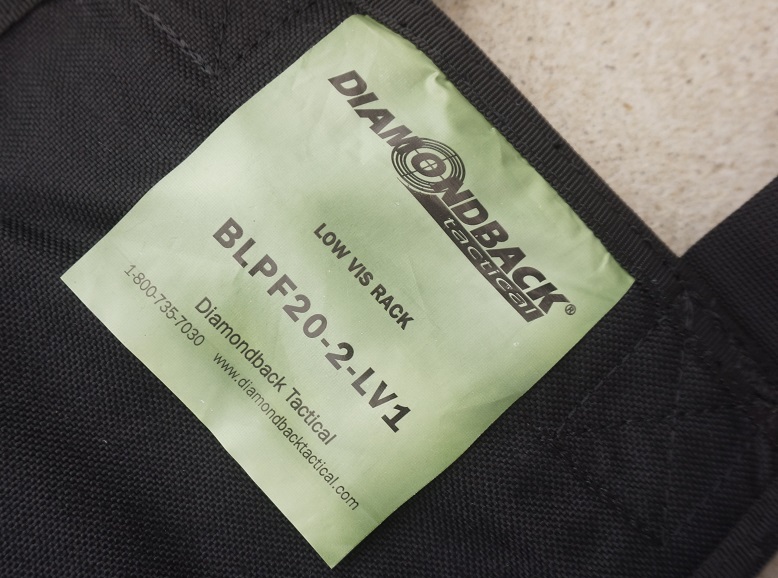 DIAMONDBACK®
tactical
LOW VIS RACK
BLPF20-2-LV1
Diamondback Tactical
1-800-735-7030 www.diamondbacktactical.com